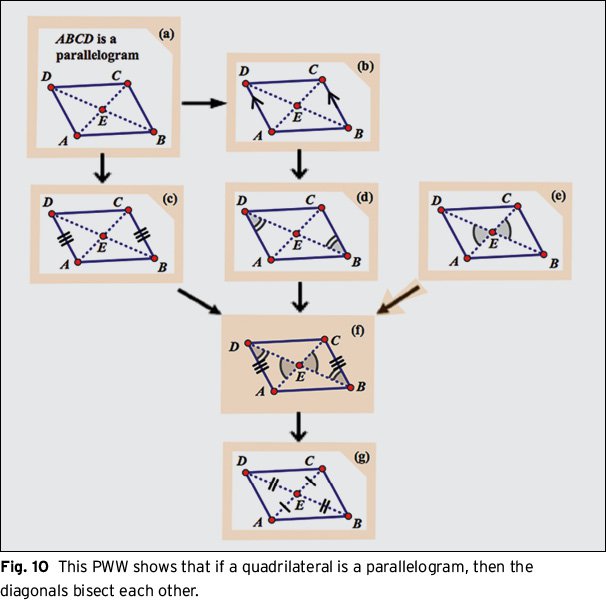 (a)
ABCD is a
parallelogram
D
C
E
A
B
(b)
D
C
E
A
B
(c)
D
C
E
A
B
(d)
D
C
E
A
B
(e)
D
C
E
A
B
(f)
D
C
E
A
B
(g)
D
C
E
A
B
Fig. 10 This PWW shows that if a quadrilateral is a parallelogram, then the
diagonals bisect each other.